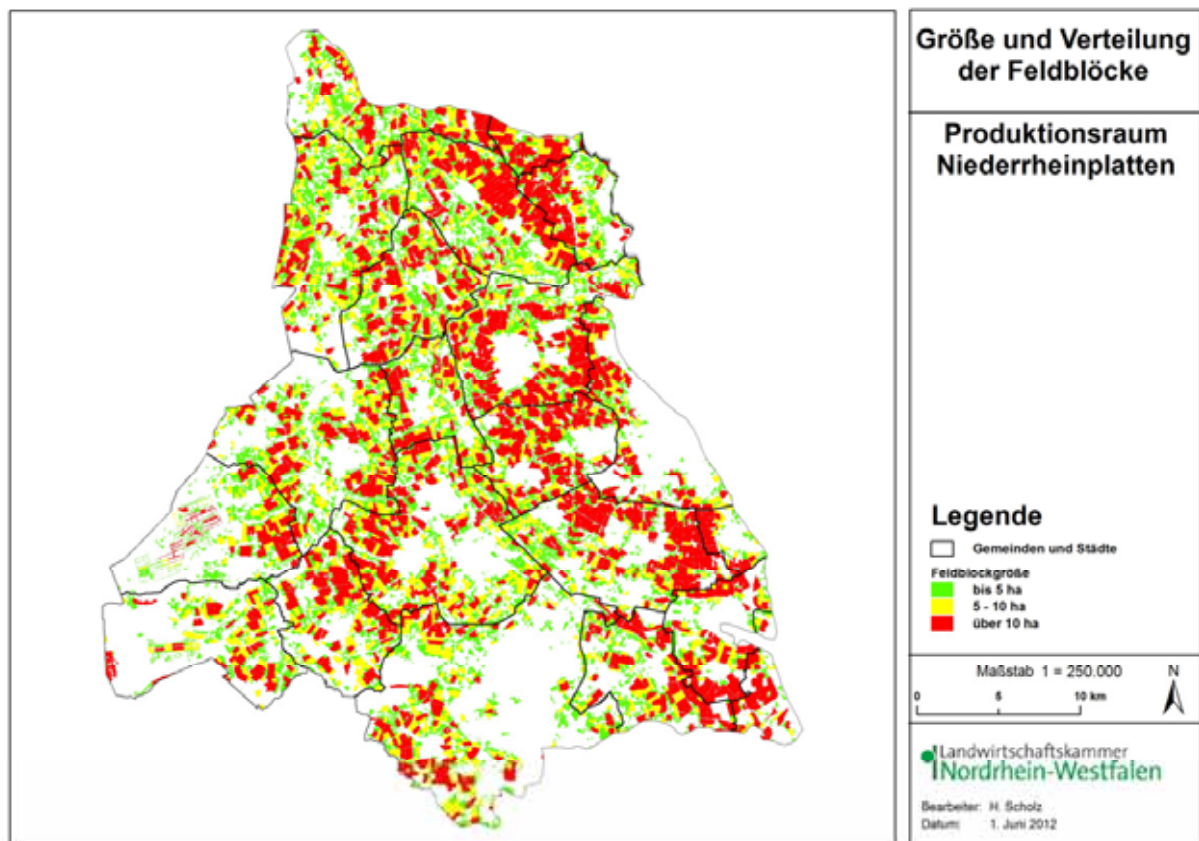 Größe und Verteilung
der Feldblöcke
Produktionsraum
Niederrheinplatten
Legende
Gemeinden und Städte
Feldblockgröße
bis 5 ha
5 - 10 ha
über 10 ha
Maßstab 1 = 250.000
N
0 5 10 km
Landwirtschaftskammer
Nordrhein-Westfalen
Bearbeiter: H. Scholz
Datum: 1. Juni 2012